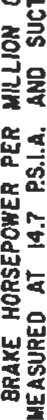 BRAKE HORSEPOWER PER MILLION
MEASURED AT 14.7 P.S.I.A. AND SUCT